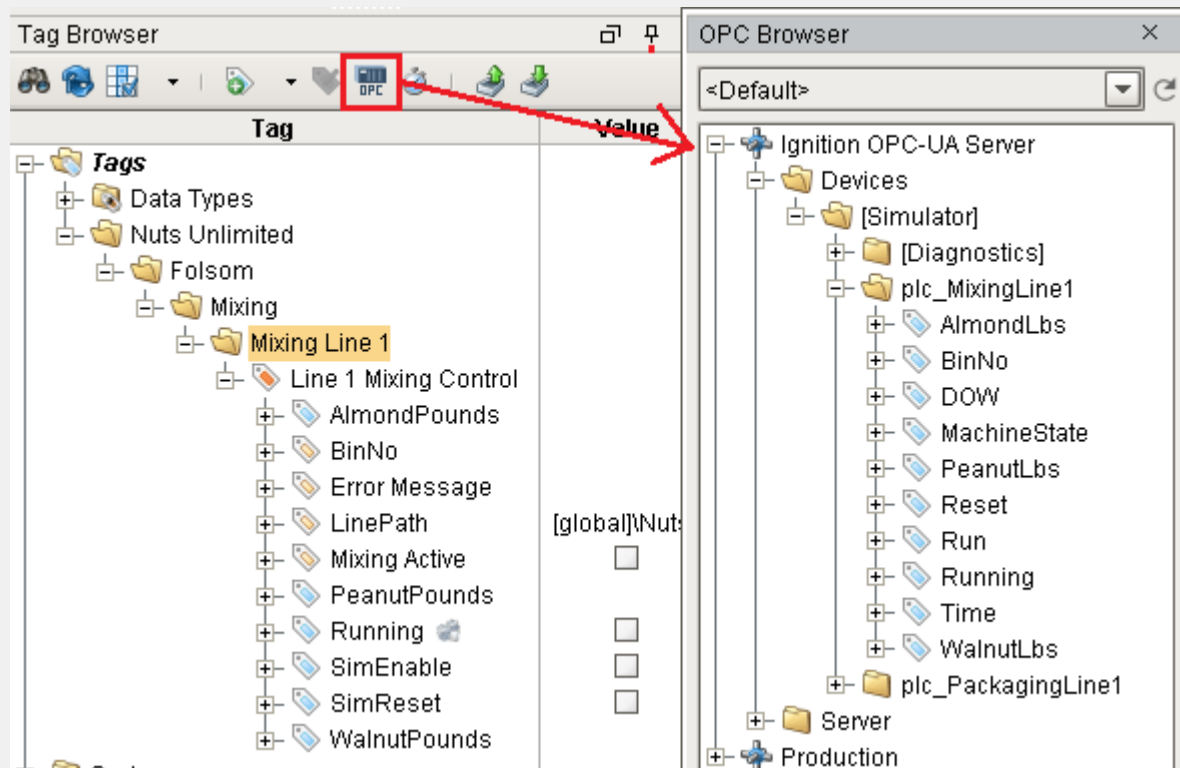 Tag Browser
OPC
Tag
Value
Tags
Data Types
Nuts Unlimited
Folsom
Mixing
Mixing Line 1
Line 1 Mixing Control
AlmondPounds
BinNo
Error Message
LinePath
[global]\Nuts
Mixing Active
PeanutPounds
Running
SimEnable
SimReset
WalnutPounds
OPC Browser
<Default>
Ignition OPC-UA Server
Devices
[Simulator]
[Diagnostics]
plc_MixingLine1
AlmondLbs
BinNo
DOW
MachineState
PeanutLbs
Reset
Run
Running
Time
WalnutLbs
plc_PackagingLine1
Server
Production